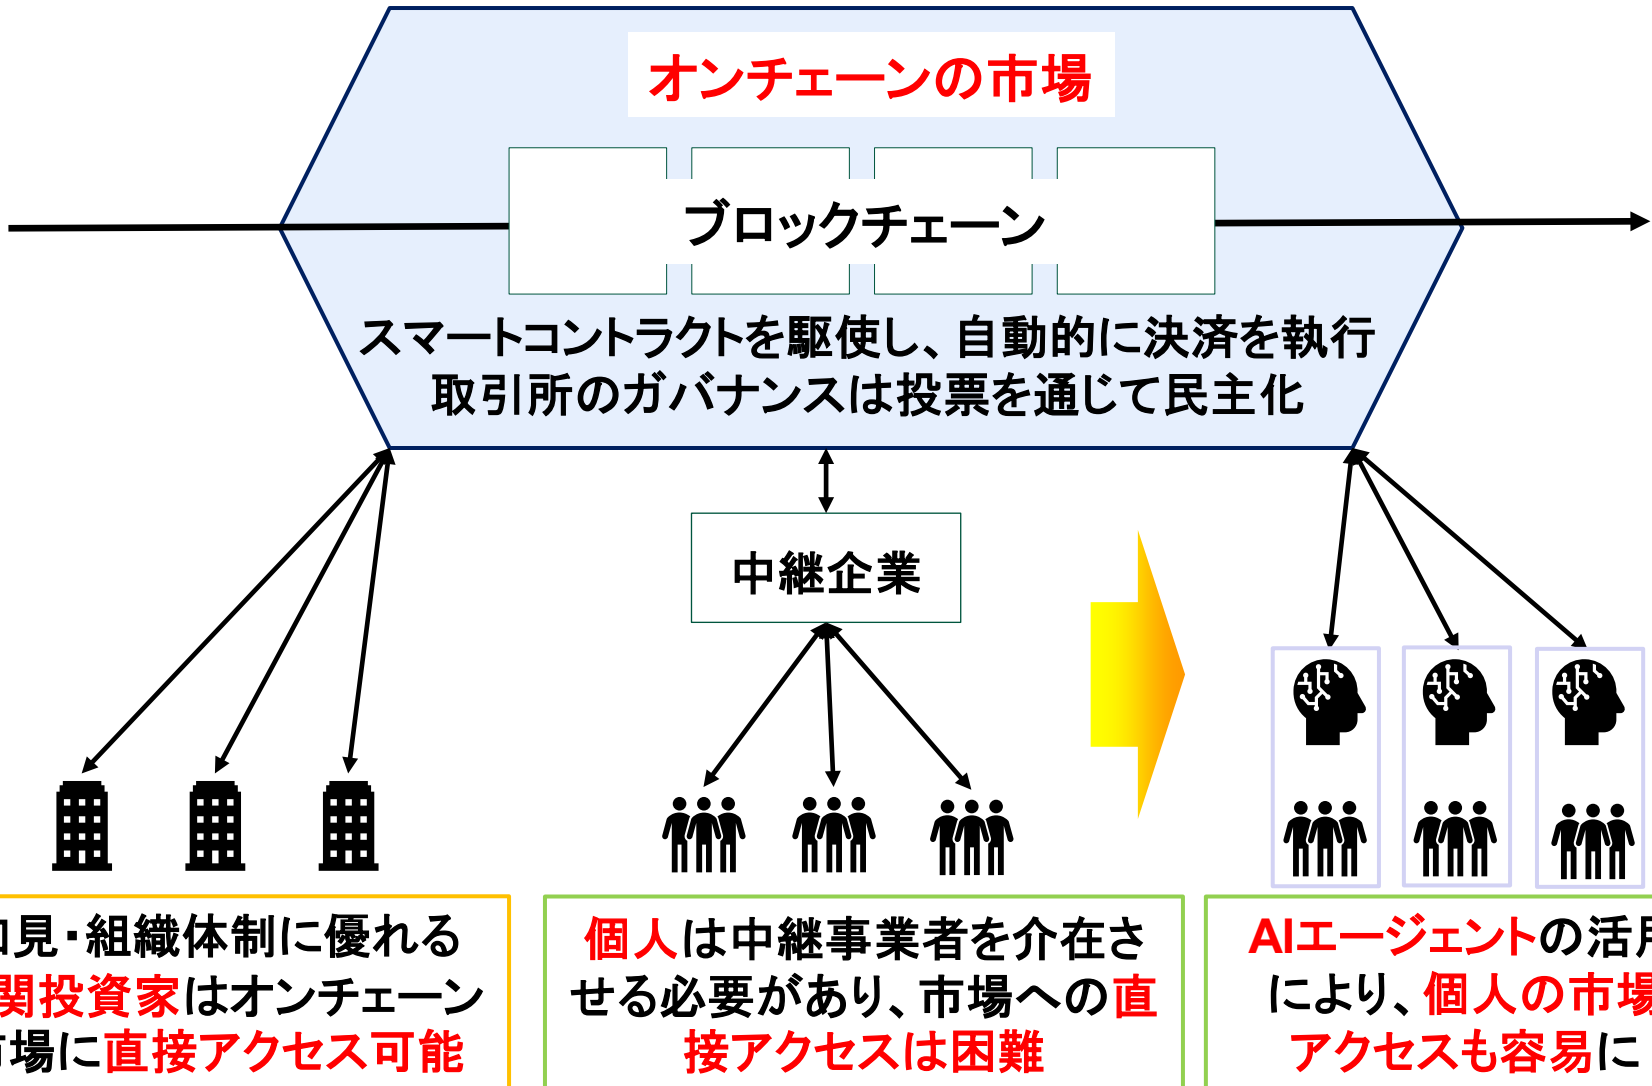 オンチェーンの市場
ブロックチェーン
スマートコントラクトを駆使し、自動的に決済を執行
取引所のガバナンスは投票を通じて民主化
中継企業
見・組織体制に優れる
関投資家はオンチェーン
場に直接アクセス可能
個人は中継事業者を介在さ
せる必要があり、市場への直
接アクセスは困難
AIエージェントの活用
により、個人の市場
アクセスも容易に